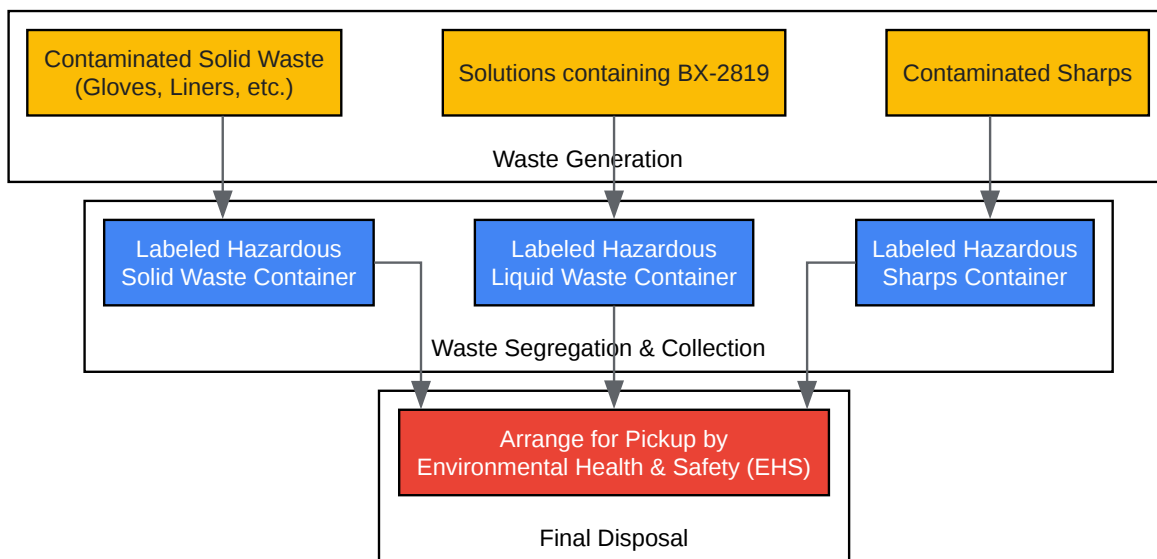 Contaminated Solid Waste
(Gloves, Liners, etc.)
Solutions containing BX-2819
Contaminated Sharps
Waste Generation
Labeled Hazardous
Solid Waste Container
Labeled Hazardous
Liquid Waste Container
Labeled Hazardous
Sharps Container
Waste Segregation & Collection
Arrange for Pickup by
Environmental Health & Safety (EHS)
Final Disposal